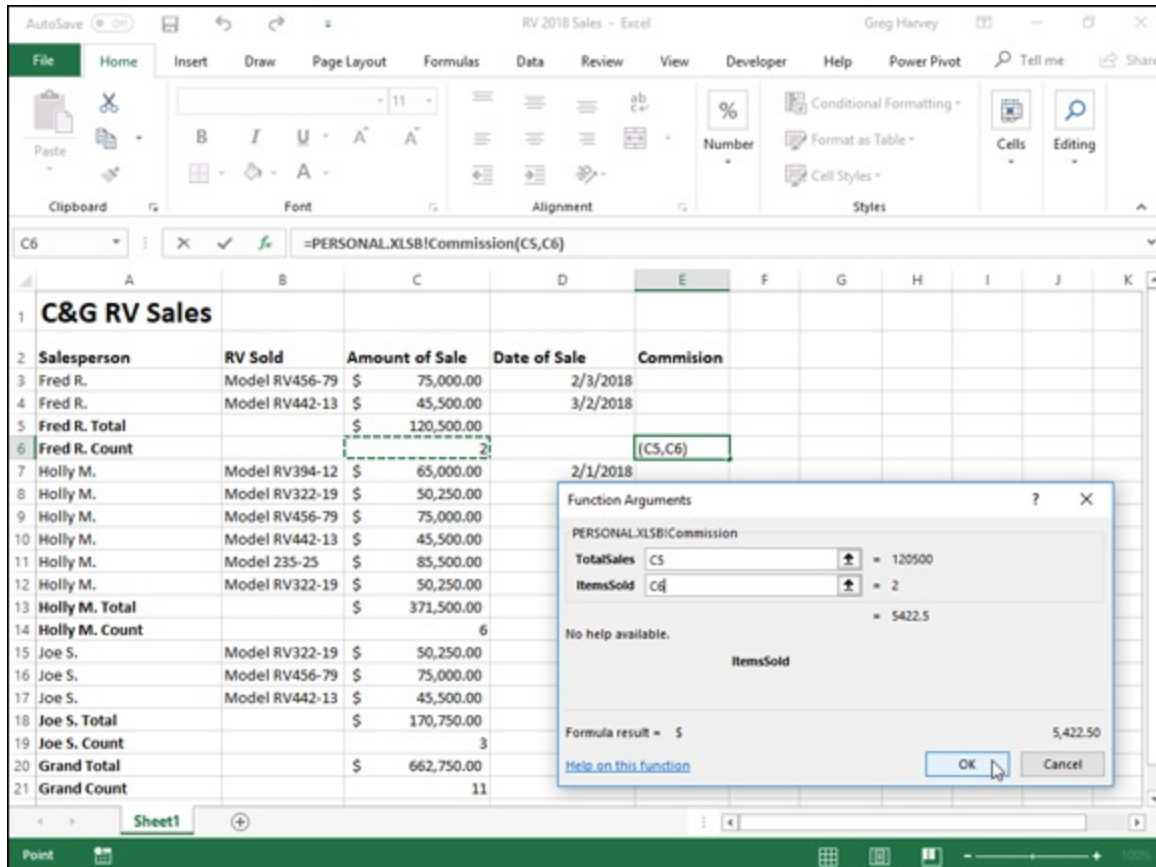 AutoSave Off RV 2018 Sales - Excel Greg Harvey
File Home Insert Draw Page Layout Formulas Data Review View Developer Help Power Pivot Tell me Share
11 ab Conditional Formatting
Paste B I U A A % Number Format as Table Cells Editing
A Cell Styles
Clipboard Font Alignment Styles
C6 fx =PERSONAL.XLSB!Commission(C5,C6)
A B C D E F G H I J K
1 C&G RV Sales
2 Salesperson RV Sold Amount of Sale Date of Sale Commision
3 Fred R. Model RV456-79 $ 75,000.00 2/3/2018
4 Fred R. Model RV442-13 $ 45,500.00 3/2/2018
5 Fred R. Total $ 120,500.00
6 Fred R. Count 2 (C5,C6)
7 Holly M. Model RV394-12 $ 65,000.00 2/1/2018
8 Holly M. Model RV322-19 $ 50,250.00
9 Holly M. Model RV456-79 $ 75,000.00
10 Holly M. Model RV442-13 $ 45,500.00
11 Holly M. Model 235-25 $ 85,500.00
12 Holly M. Model RV322-19 $ 50,250.00
13 Holly M. Total $ 371,500.00
14 Holly M. Count 6
15 Joe S. Model RV322-19 $ 50,250.00
16 Joe S. Model RV456-79 $ 75,000.00
17 Joe S. Model RV442-13 $ 45,500.00
18 Joe S. Total $ 170,750.00
19 Joe S. Count 3
20 Grand Total $ 662,750.00
21 Grand Count 11
Function Arguments ? ×
PERSONAL.XLSB!Commission
TotalSales C5 = 120500
ItemsSold C6 = 2
= 5422.5
No help available.
ItemsSold
Formula result = $ 5,422.50
Help on this function OK Cancel
Sheet1
Point 100%